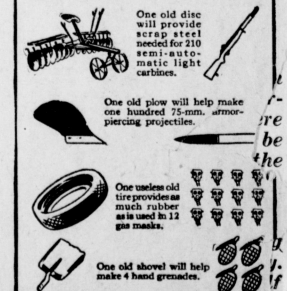 One old disc
will provide
scrap steel
needed for 210
semi-auto-
matic light
carbines.
One old plow will help make
one hundred 75-mm. armor-
piercing projectiles.
One useless old
tire provides as
much rubber
as is used in 12
gas masks.
One old shovel will help
make 4 hand grenades.
be
the